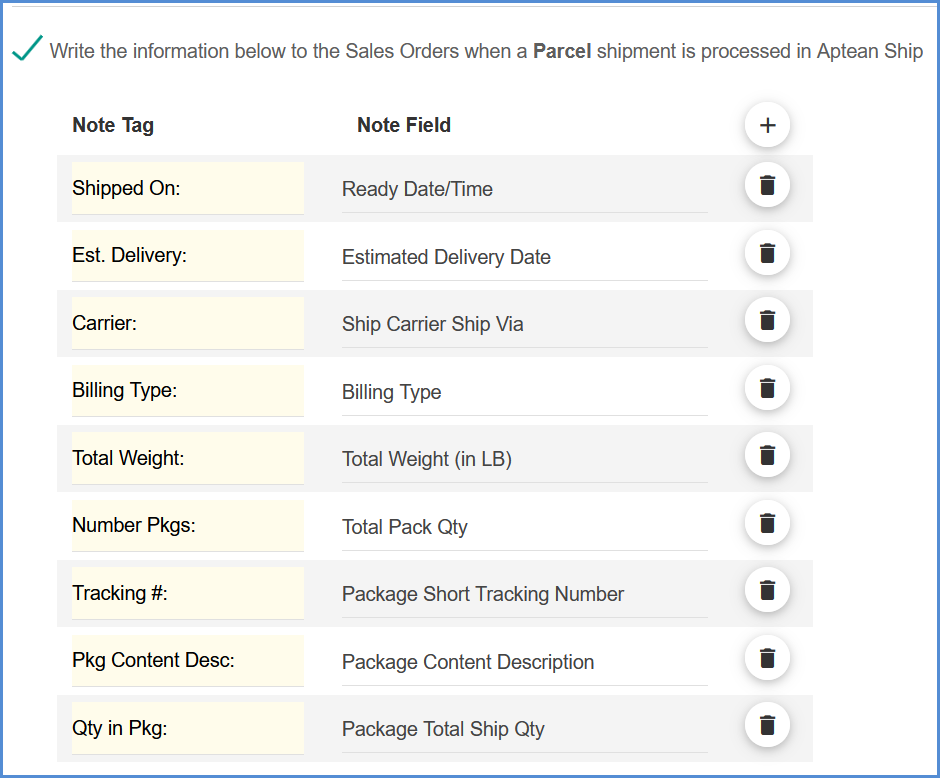 Write the information below to the Sales Orders when a Parcel shipment is processed in Aptean Ship
Note Tag Note Field +
Shipped On: Ready Date/Time
Est. Delivery: Estimated Delivery Date
Carrier: Ship Carrier Ship Via
Billing Type: Billing Type
Total Weight: Total Weight (in LB)
Number Pkgs: Total Pack Qty
Tracking #: Package Short Tracking Number
Pkg Content Desc: Package Content Description
Qty in Pkg: Package Total Ship Qty